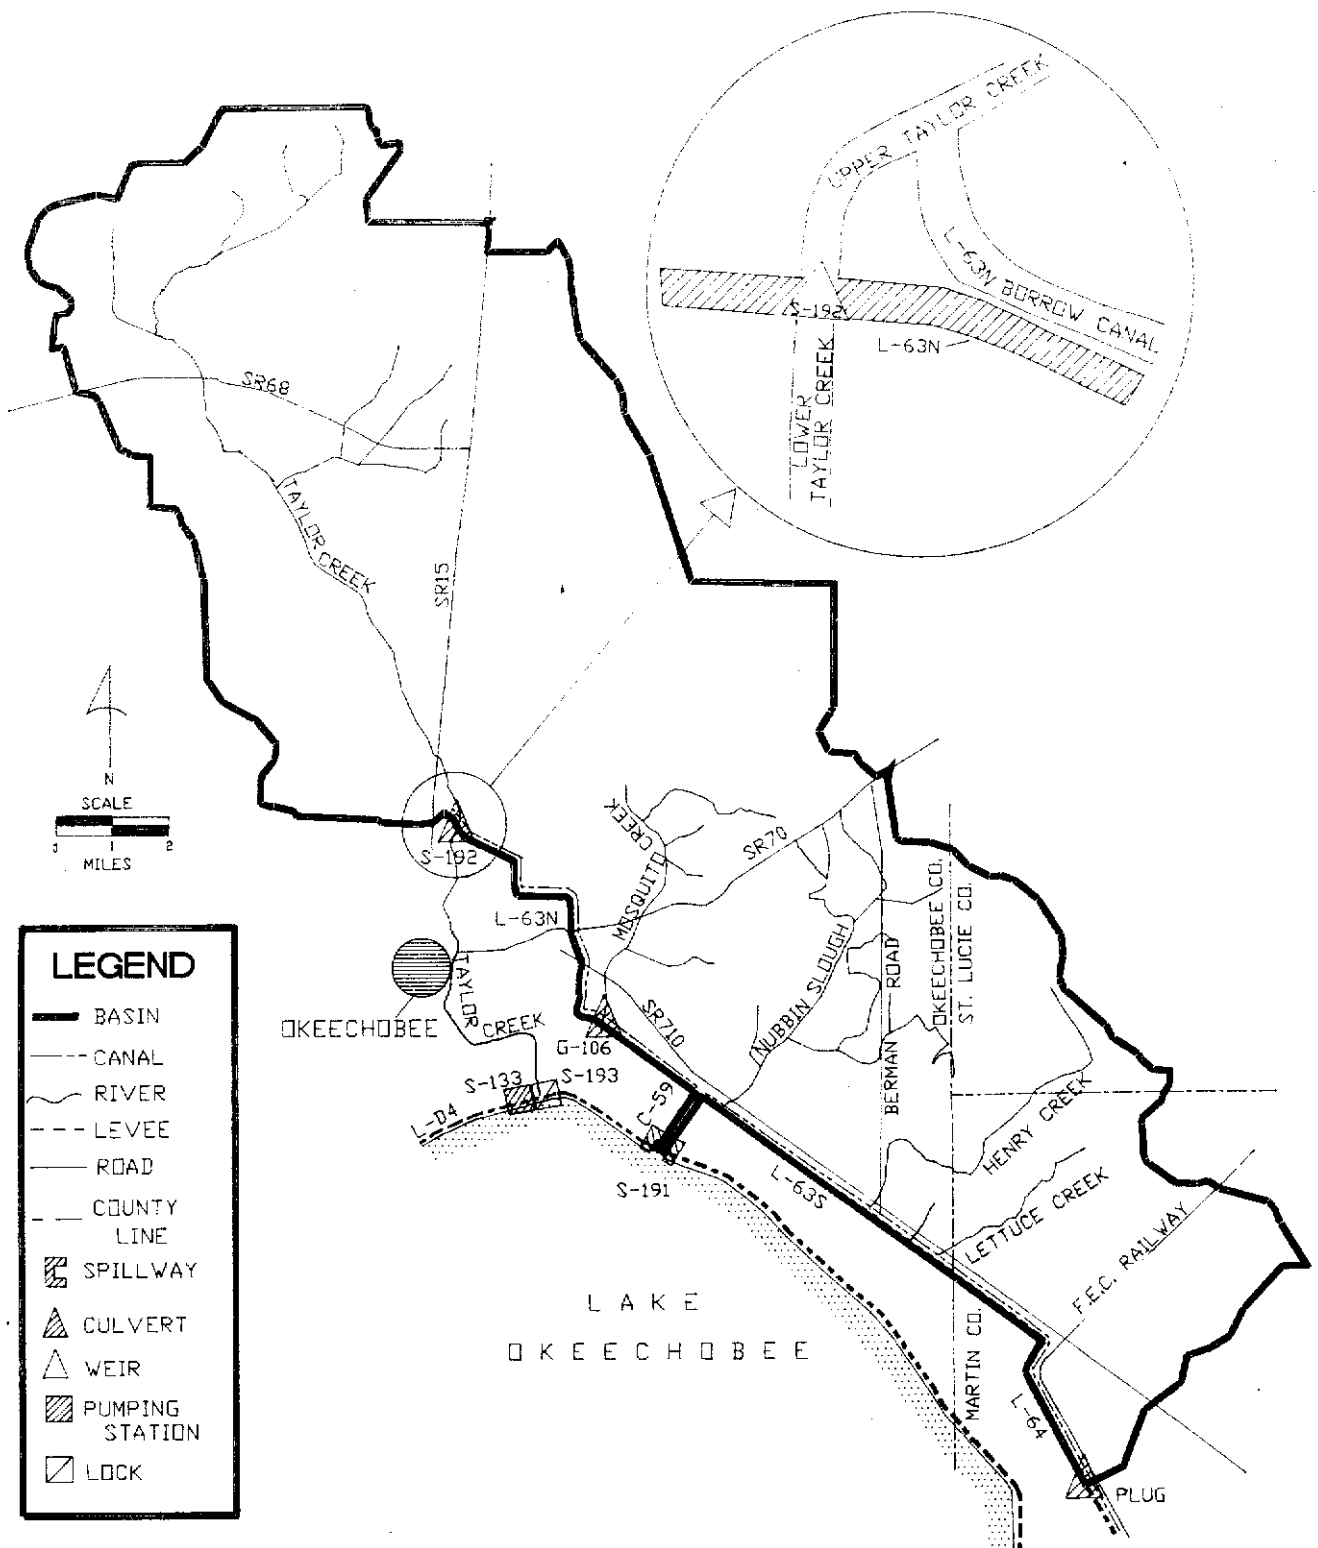 UPPER TAYLOR CREEK
L-63N BORROW CANAL
S-192
L-63N
LOWER
TAYLOR CREEK
SR68
TAYLOR CREEK
SR15
N
SCALE
1 1 2
MILES
S-192
L-63N
MOSQUITO CREEK
SR70
NUBBIN SLOUGH
BERMAN ROAD
OKEECHOBEE CO.
ST. LUCIE CO.
TAYLOR
CREEK
OKEECHOBEE
SR710
G-106
S-133
S-193
L-D4
C-59
S-191
L-63S
HENRY CREEK
LETTUCE CREEK
F.E.C. RAILWAY
MARTIN CO.
L-64
PLUG
LAKE
OKEECHOBEE
LEGEND
BASIN
CANAL
RIVER
LEVEE
ROAD
COUNTY
LINE
SPILLWAY
CULVERT
WEIR
PUMPING
STATION
LOCK